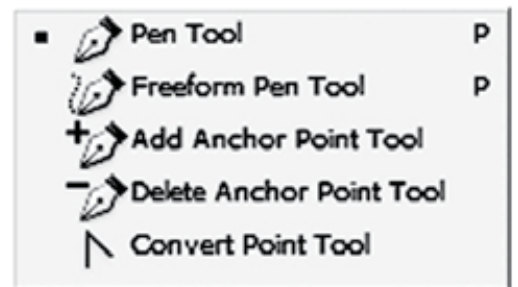 Pen Tool P
Freeform Pen Tool P
Add Anchor Point Tool
Delete Anchor Point Tool
Convert Point Tool